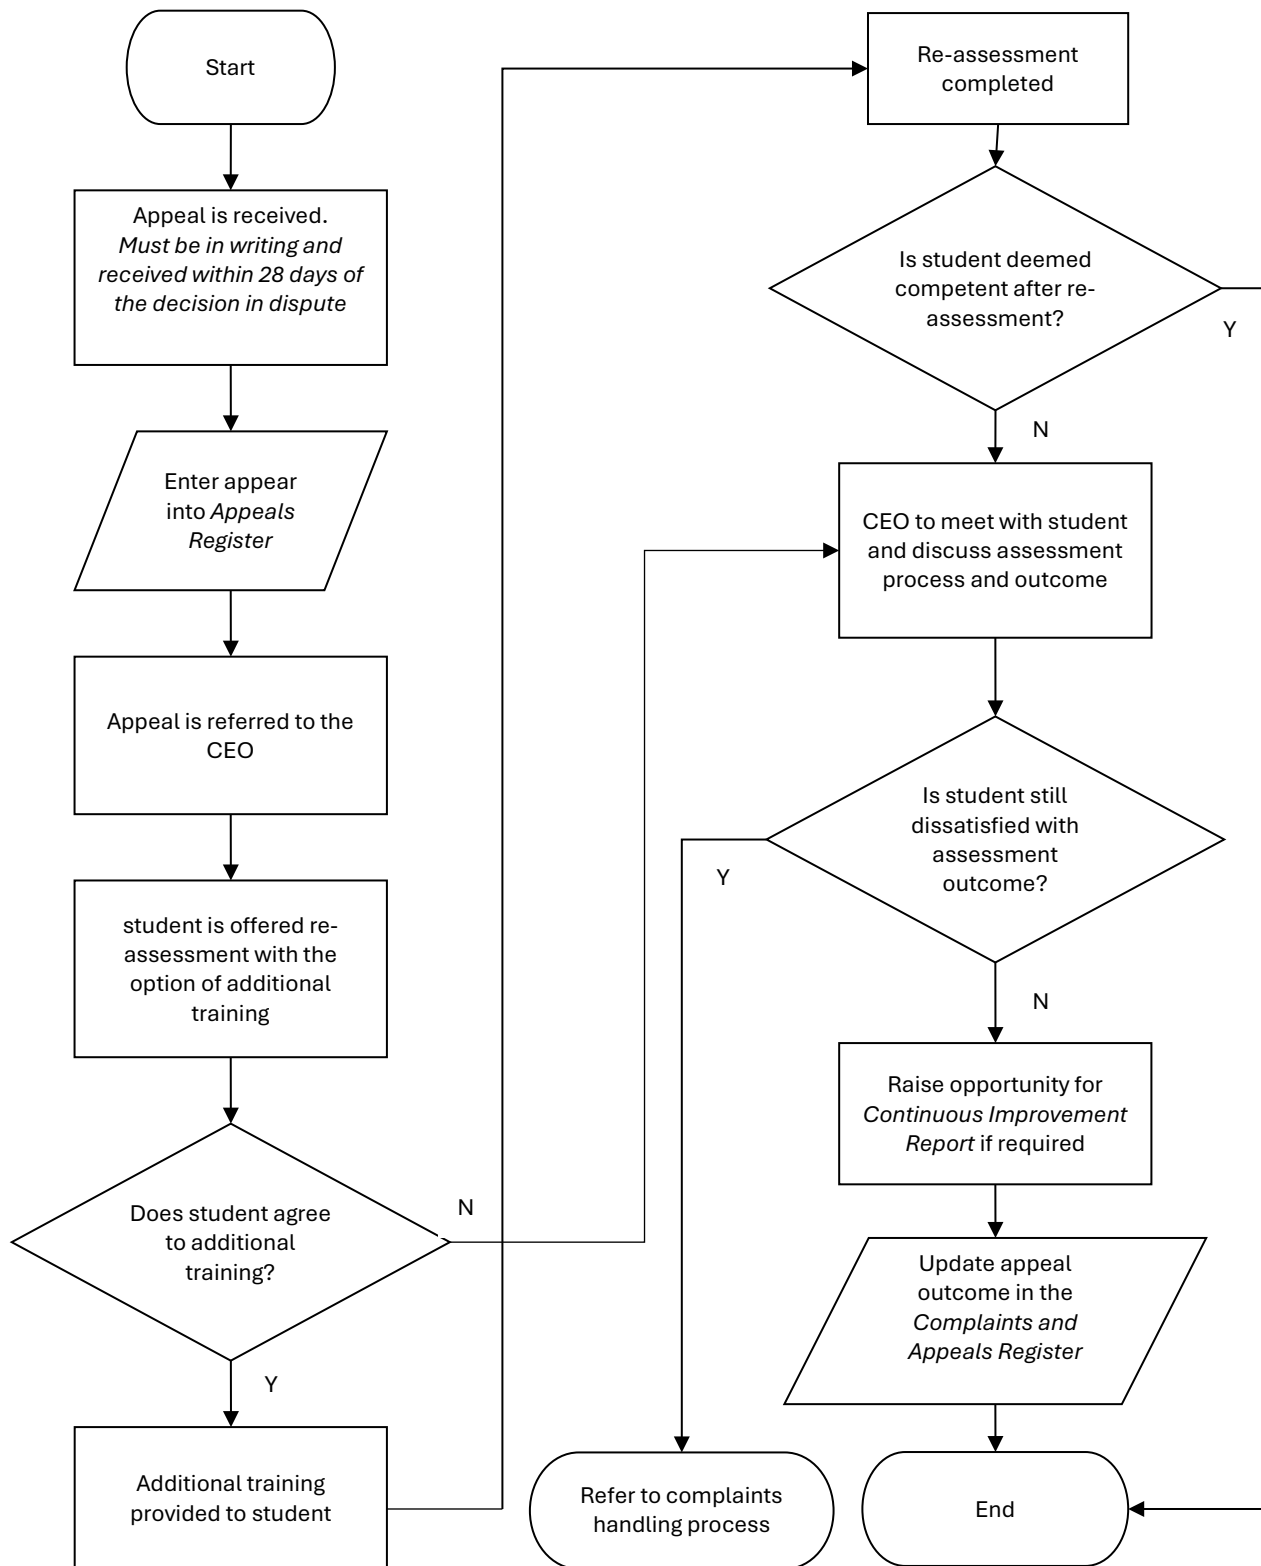 Start
Appeal is received.
Must be in writing and
received within 28 days of
the decision in dispute
Enter appear
into Appeals
Register
Appeal is referred to the
CEO
student is offered re-
assessment with the
option of additional
training
Does student agree
to additional
training?
N
Y
Additional training
provided to student
Re-assessment
completed
Is student deemed
competent after re-
assessment?
Y
N
CEO to meet with student
and discuss assessment
process and outcome
Is student still
dissatisfied with
assessment
outcome?
Y
N
Raise opportunity for
Continuous Improvement
Report if required
Update appeal
outcome in the
Complaints and
Appeals Register
Refer to complaints
handling process
End